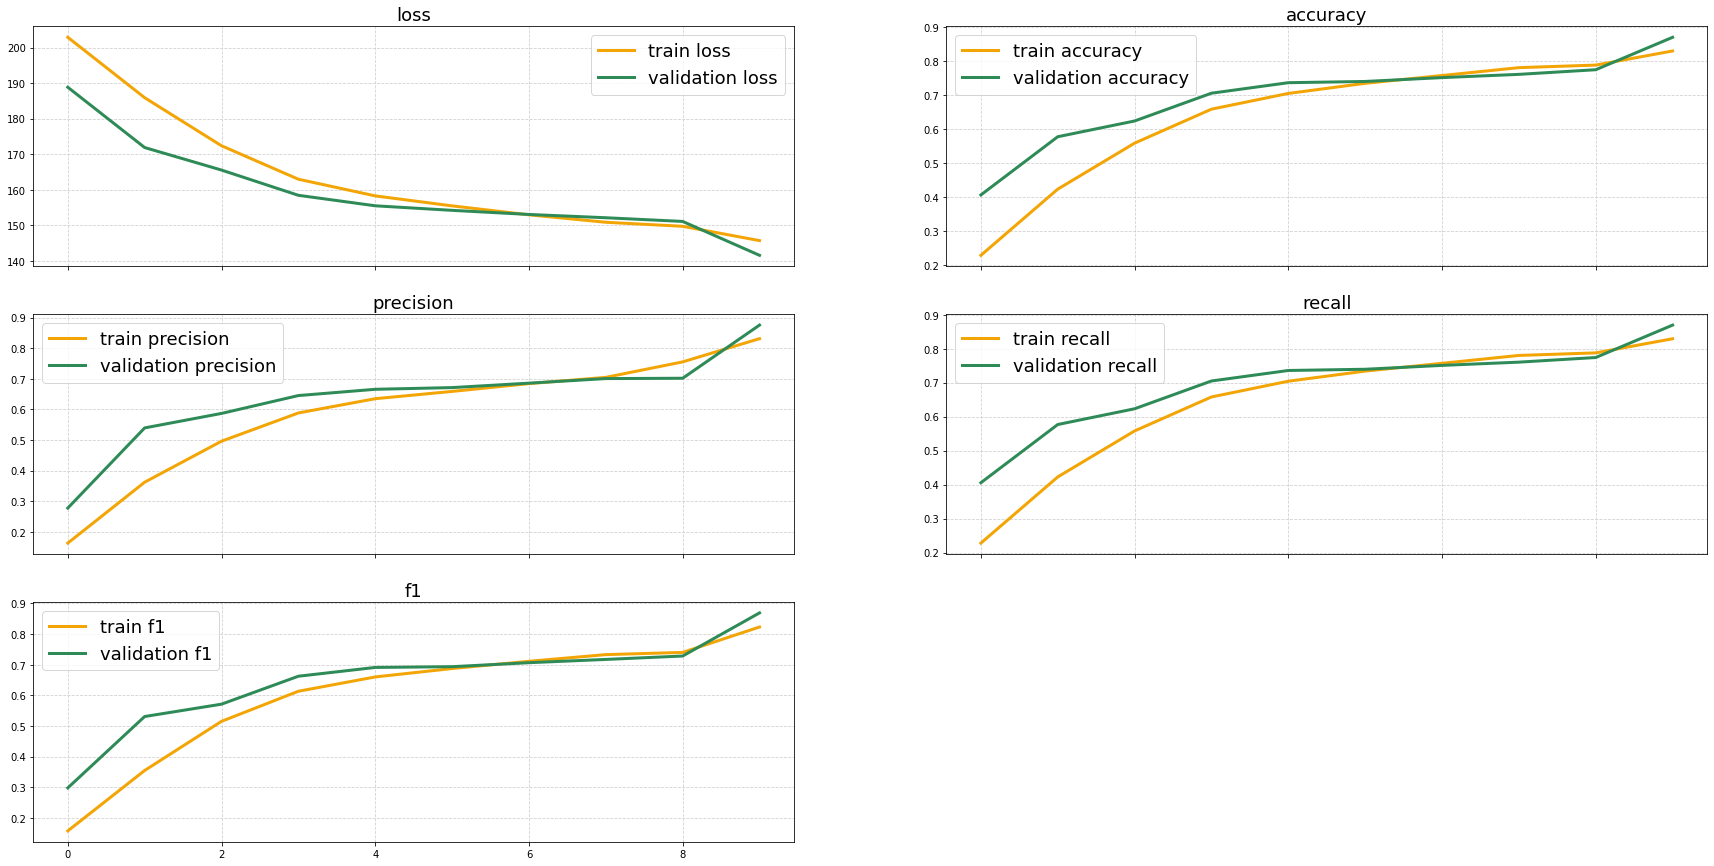 loss
200
190
180
170
160
150
140
train loss
validation loss
accuracy
0.9
0.8
0.7
0.6
0.5
0.4
0.3
0.2
train accuracy
validation accuracy
precision
0.9
0.8
0.7
0.6
0.5
0.4
0.3
0.2
train precision
validation precision
recall
0.9
0.8
0.7
0.6
0.5
0.4
0.3
0.2
train recall
validation recall
f1
0.9
0.8
0.7
0.6
0.5
0.4
0.3
0.2
train f1
validation f1
0 2 4 6 8